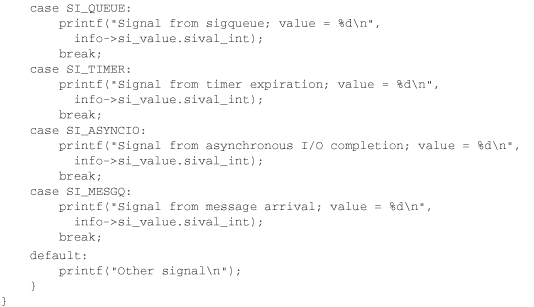 case SI_QUEUE:
printf("Signal from sigqueue; value = %d\n",
info->si_value.sival_int);
break;
case SI_TIMER:
printf("Signal from timer expiration; value = %d\n",
info->si_value.sival_int);
break;
case SI_ASYNCIO:
printf("Signal from asynchronous I/O completion; value = %d\n",
info->si_value.sival_int);
break;
case SI_MESGQ:
printf("Signal from message arrival; value = %d\n",
info->si_value.sival_int);
break;
default:
printf("Other signal\n");
}
}